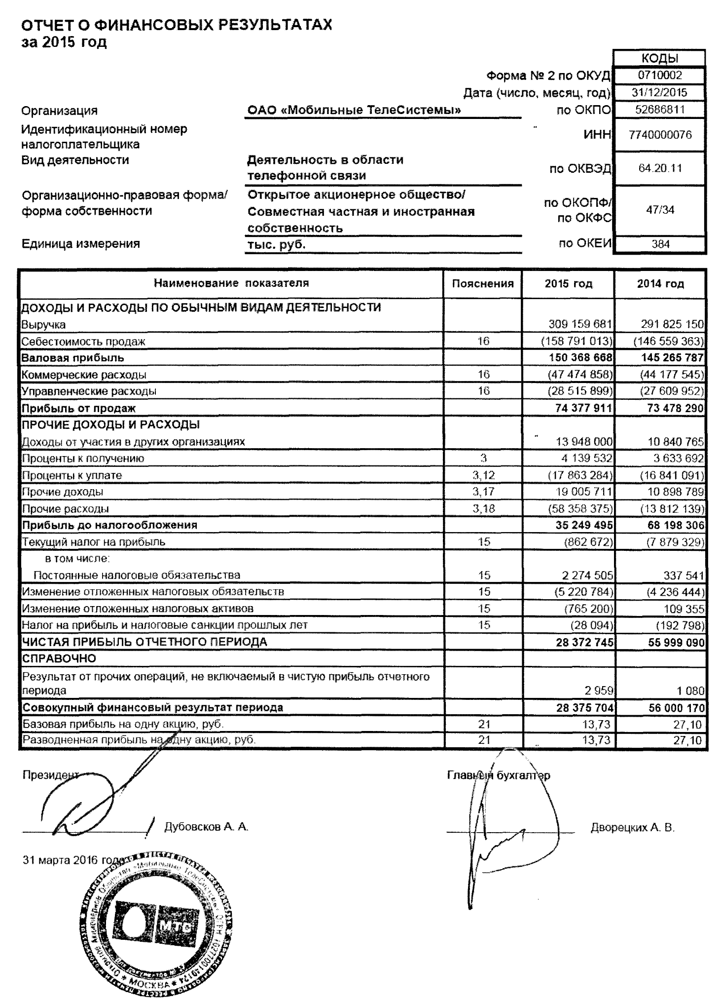 ОТЧЕТ О ФИНАНСОВЫХ РЕЗУЛЬТАТАХ
за 2015 год
КОДЫ
Форма № 2 по ОКУД 0710002
Дата (число, месяц, год) 31/12/2015
Организация ОАО «Мобильные ТелеСистемы» по ОКПО 52686811
Идентификационный номер
налогоплательщика ИНН 7740000076
Вид деятельности Деятельность в области
телефонной связи по ОКВЭД 64.20.11
Организационно-правовая форма/ Открытое акционерное общество/ по ОКОПФ/
форма собственности Совместная частная и иностранная по ОКФС 47/34
собственность
Единица измерения тыс. руб. по ОКЕИ 384
Наименование показателя Пояснения 2015 год 2014 год
ДОХОДЫ И РАСХОДЫ ПО ОБЫЧНЫМ ВИДАМ ДЕЯТЕЛЬНОСТИ
Выручка 309 159 681 291 825 150
Себестоимость продаж 16 (158 791 013) (146 559 363)
Валовая прибыль 150 368 668 145 265 787
Коммерческие расходы 16 (47 474 858) (44 177 545)
Управленческие расходы 16 (28 515 899) (27 609 952)
Прибыль от продаж 74 377 911 73 478 290
ПРОЧИЕ ДОХОДЫ И РАСХОДЫ
Доходы от участия в других организациях 13 948 000 10 840 765
Проценты к получению 3 4 139 532 3 633 692
Проценты к уплате 3,12 (17 863 284) (16 841 091)
Прочие доходы 3,17 19 005 711 10 898 789
Прочие расходы 3,18 (58 358 375) (13 812 139)
Прибыль до налогообложения 35 249 495 68 198 306
Текущий налог на прибыль 15 (862 672) (7 879 329)
в том числе:
Постоянные налоговые обязательства 15 2 274 505 337 541
Изменение отложенных налоговых обязательств 15 (5 220 784) (4 236 444)
Изменение отложенных налоговых активов 15 (765 200) 109 355
Налог на прибыль и налоговые санкции прошлых лет 15 (28 094) (192 798)
ЧИСТАЯ ПРИБЫЛЬ ОТЧЕТНОГО ПЕРИОДА 28 372 745 55 999 090
СПРАВОЧНО
Результат от прочих операций, не включаемый в чистую прибыль отчетного
периода 2 959 1 080
Совокупный финансовый результат периода 28 375 704 56 000 170
Базовая прибыль на одну акцию, руб. 21 13,73 27,10
Разводненная прибыль на одну акцию, руб. 21 13,73 27,10
Президент Главный бухгалтер
Дубовсков А. А. Дворецких А. В.
31 марта 2016 года
МТС
МОСКВА